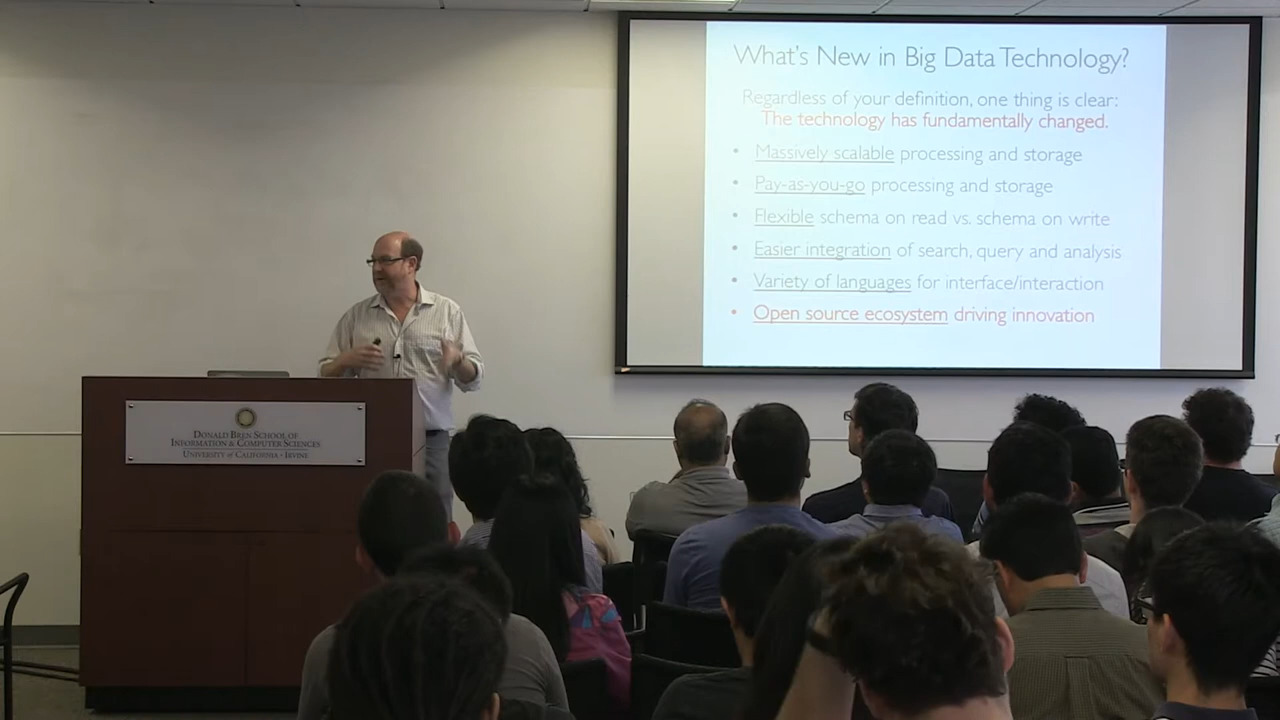 What's New in Big Data Technology?
Regardless of your definition, one thing is clear:
The technology has fundamentally changed.
• Massively scalable processing and storage
• Pay-as-you-go processing and storage
• Flexible schema on read vs. schema on write
• Easier integration of search, query and analysis
• Variety of languages for interface/interaction
• Open source ecosystem driving innovation
DONALD BREN SCHOOL OF
INFORMATION & COMPUTER SCIENCES
UNIVERSITY of CALIFORNIA · IRVINE